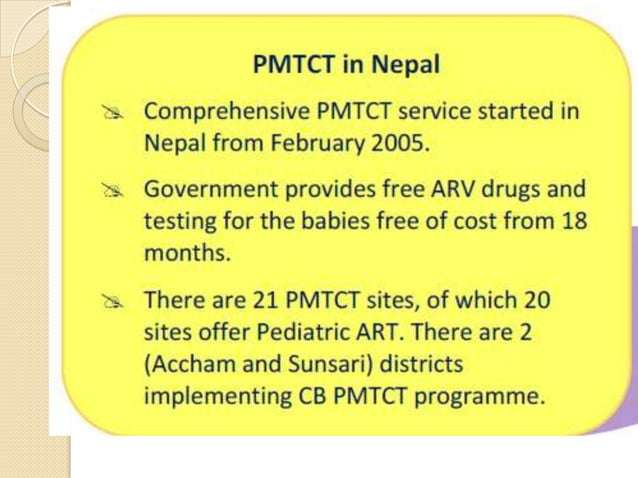 PMTCT in Nepal
Comprehensive PMTCT service started in
Nepal from February 2005.
Government provides free ARV drugs and
testing for the babies free of cost from 18
months.
There are 21 PMTCT sites, of which 20
sites offer Pediatric ART. There are 2
(Accham and Sunsari) districts
implementing CB PMTCT programme.